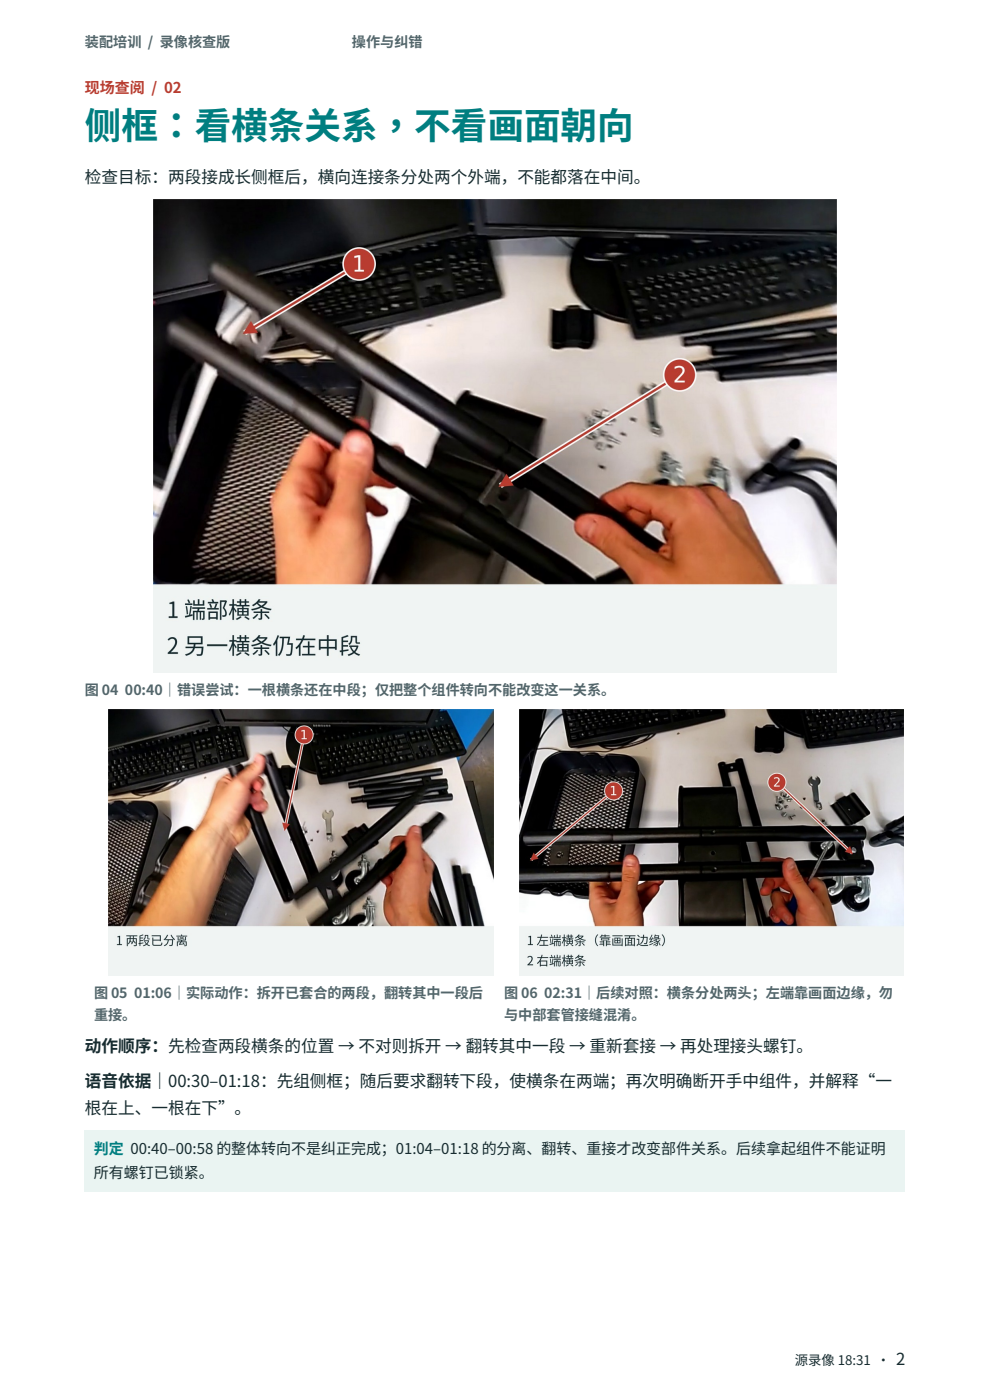 装配培训 / 录像核查版
操作与纠错
现场查阅 / 02
侧框：看横条关系，不看画面朝向
检查目标：两段接成长侧框后，横向连接条分处两个外端，不能都落在中间。
1
2
1 端部横条
2 另一横条仍在中段
图 04 00:40｜错误尝试：一根横条还在中段；仅把整个组件转向不能改变这一关系。
1
1 两段已分离
1
2
1 左端横条（靠画面边缘）
2 右端横条
图 05 01:06｜实际动作：拆开已套合的两段，翻转其中一段后
重接。
图 06 02:31｜后续对照：横条分处两头；左端靠画面边缘，勿
与中部套管接缝混淆。
动作顺序：先检查两段横条的位置 → 不对则拆开 → 翻转其中一段 → 重新套接 → 再处理接头螺钉。
语音依据｜00:30–01:18：先组侧框；随后要求翻转下段，使横条在两端；再次明确断开手中组件，并解释“一
根在上、一根在下”。
判定 00:40–00:58 的整体转向不是纠正完成；01:04–01:18 的分离、翻转、重接才改变部件关系。后续拿起组件不能证明
所有螺钉已锁紧。
源录像 18:31 · 2